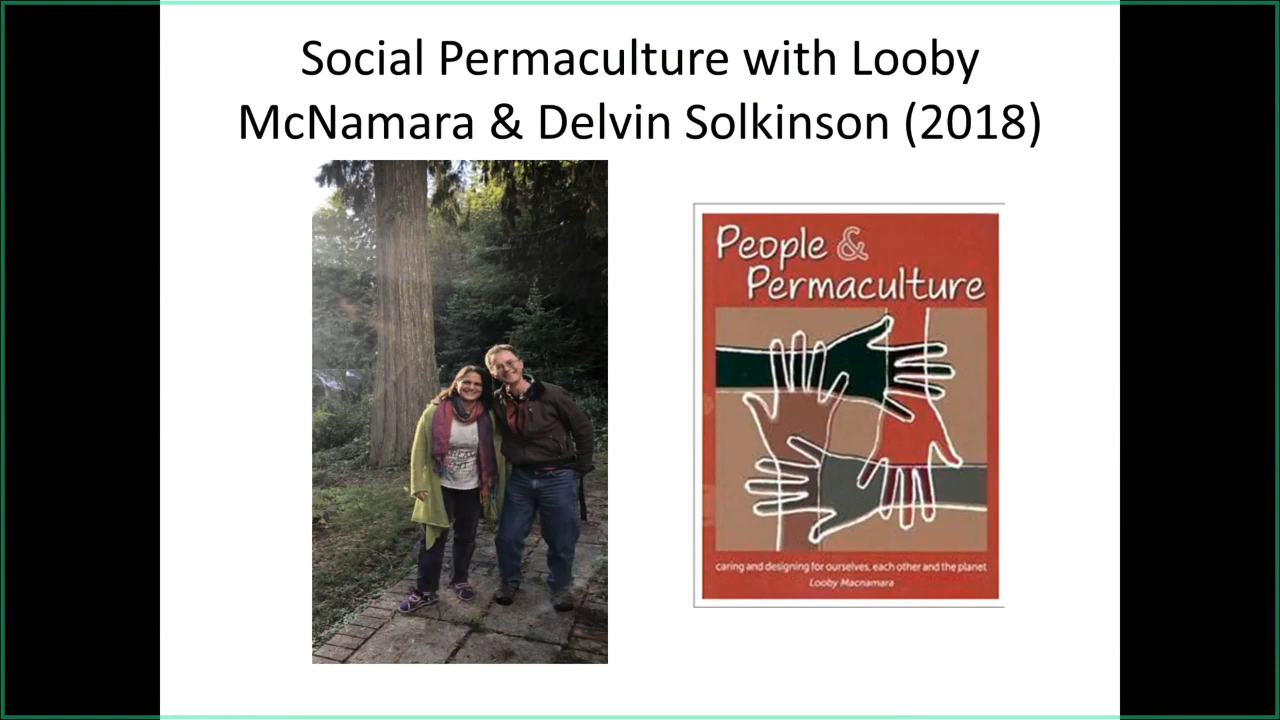 Social Permaculture with Looby
McNamara & Delvin Solkinson (2018)
People &
Permaculture
caring and designing for ourselves, each other and the planet
Looby Macnamara